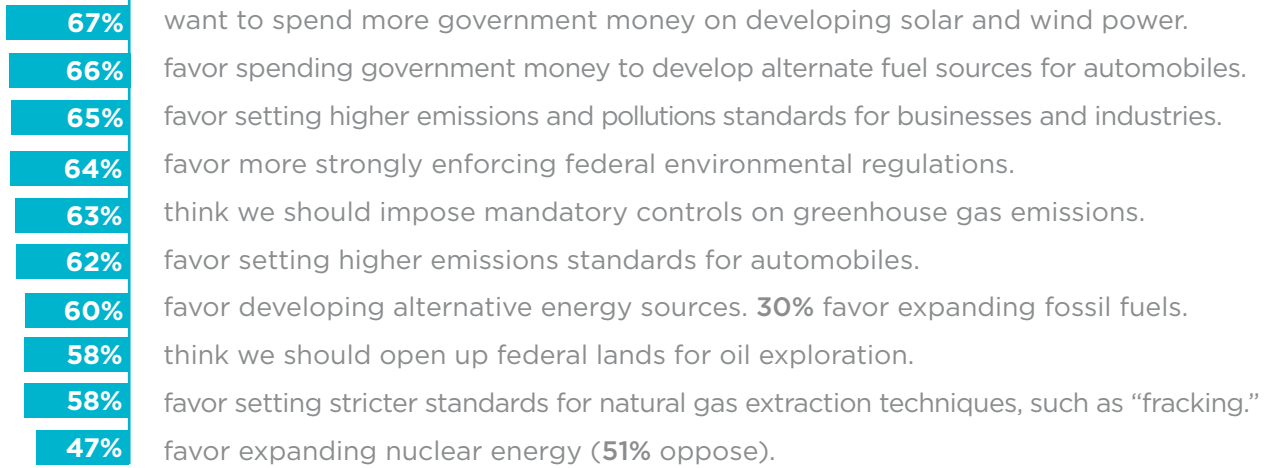 67% want to spend more government money on developing solar and wind power.
66% favor spending government money to develop alternate fuel sources for automobiles.
65% favor setting higher emissions and pollutions standards for businesses and industries.
64% favor more strongly enforcing federal environmental regulations.
63% think we should impose mandatory controls on greenhouse gas emissions.
62% favor setting higher emissions standards for automobiles.
60% favor developing alternative energy sources. 30% favor expanding fossil fuels.
58% think we should open up federal lands for oil exploration.
58% favor setting stricter standards for natural gas extraction techniques, such as “fracking.”
47% favor expanding nuclear energy (51% oppose).